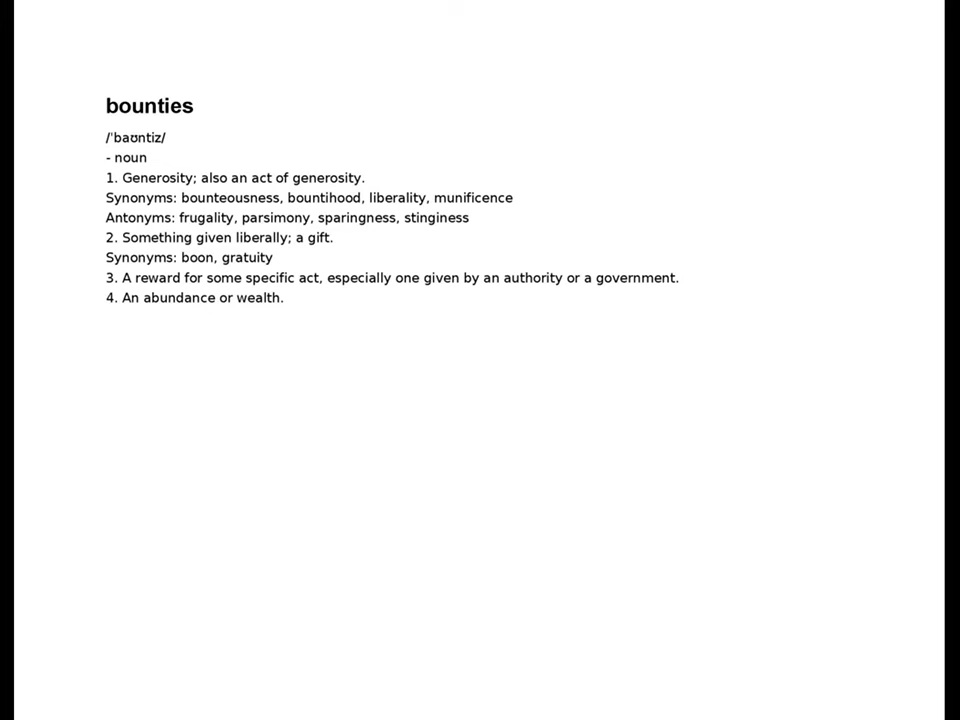 bounties
/ˈbaʊntiz/
- noun
1. Generosity; also an act of generosity.
Synonyms: bounteousness, bountihood, liberality, munificence
Antonyms: frugality, parsimony, sparingness, stinginess
2. Something given liberally; a gift.
Synonyms: boon, gratuity
3. A reward for some specific act, especially one given by an authority or a government.
4. An abundance or wealth.